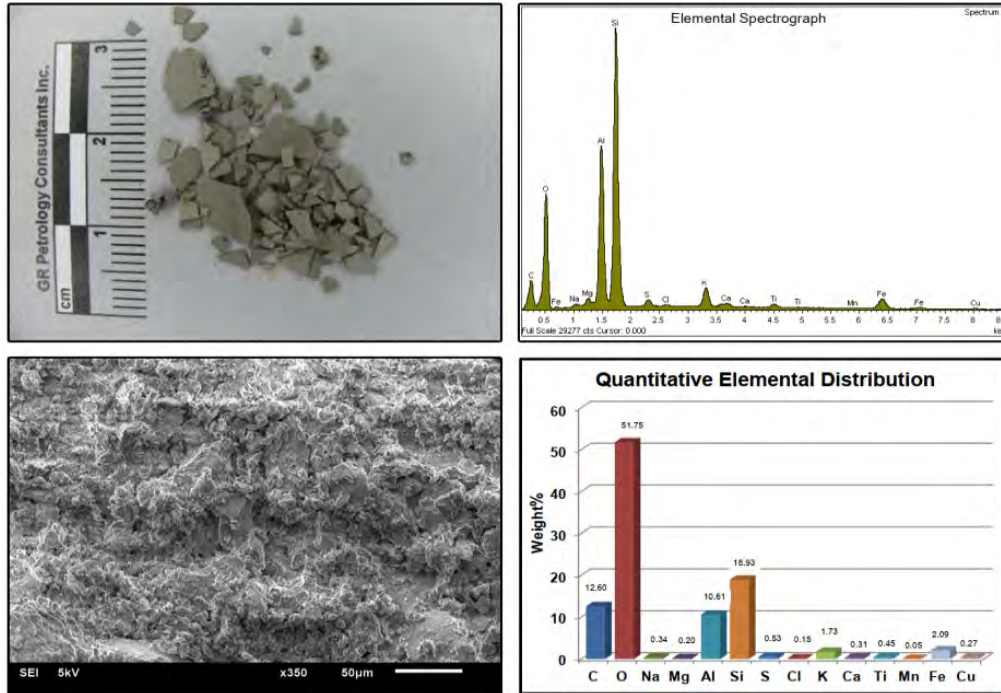 GR Petrology Consultants Inc.
cm
3
2
1
Elemental Spectrograph
Spectrum
Si
Al
O
C
Fe
Na
Mg
S
Cl
K
Ca
Ca
Ti
Ti
Mn
Fe
Fe
Cu
0.5 1 1.5 2 2.5 3 3.5 4 4.5 5 5.5 6 6.5 7 7.5 8
Full Scale 29277 cts Cursor: 0.000
SEI 5kV x350 50µm
Quantitative Elemental Distribution
Weight%
60
50
40
30
20
10
0
12.60 51.75 0.34 0.20 10.61 18.93 0.53 0.15 1.73 0.31 0.45 0.05 2.09 0.27
C O Na Mg Al Si S Cl K Ca Ti Mn Fe Cu